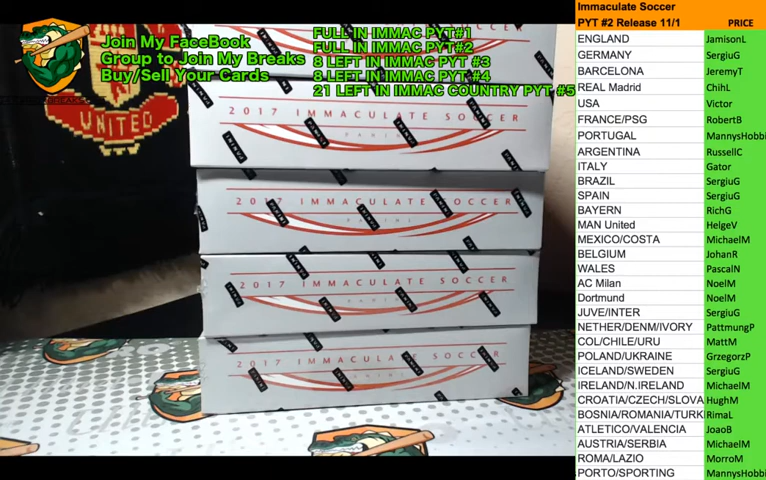 Join My FaceBook
Group to Join My Breaks
Buy/Sell Your Cards
FULL IN IMMAC PYT#1
FULL IN IMMAC PYT#2
8 LEFT IN IMMAC PYT #3
8 LEFT IN IMMAC PYT #4
21 LEFT IN IMMAC COUNTRY PYT #5
UNITED
2017 IMMACULATE SOCCER
PANINI
2017 IMMACULATE SOCCER
PANINI
2017 IMMACULATE SOCCER
PANINI
2017 IMMACULATE SOCCER
PANINI
Immaculate Soccer
PYT #2 Release 11/1 PRICE
ENGLAND JamisonL
GERMANY SergiuG
BARCELONA JeremyT
REAL Madrid ChihL
USA Victor
FRANCE/PSG RobertB
PORTUGAL MannysHobbi
ARGENTINA RussellC
ITALY Gator
BRAZIL SergiuG
SPAIN SergiuG
BAYERN RichG
MAN United HelgeV
MEXICO/COSTA MichaelM
BELGIUM JohanR
WALES PascalN
AC Milan NoelM
Dortmund NoelM
JUVE/INTER SergiuG
NETHER/DENM/IVORY PattmungP
COL/CHILE/URU MattM
POLAND/UKRAINE GrzegorzP
ICELAND/SWEDEN SergiuG
IRELAND/N.IRELAND MichaelM
CROATIA/CZECH/SLOVA HughM
BOSNIA/ROMANIA/TURK RimaL
ATLETICO/VALENCIA JoaoB
AUSTRIA/SERBIA MichaelM
ROMA/LAZIO MorroM
PORTO/SPORTING MannysHobbi